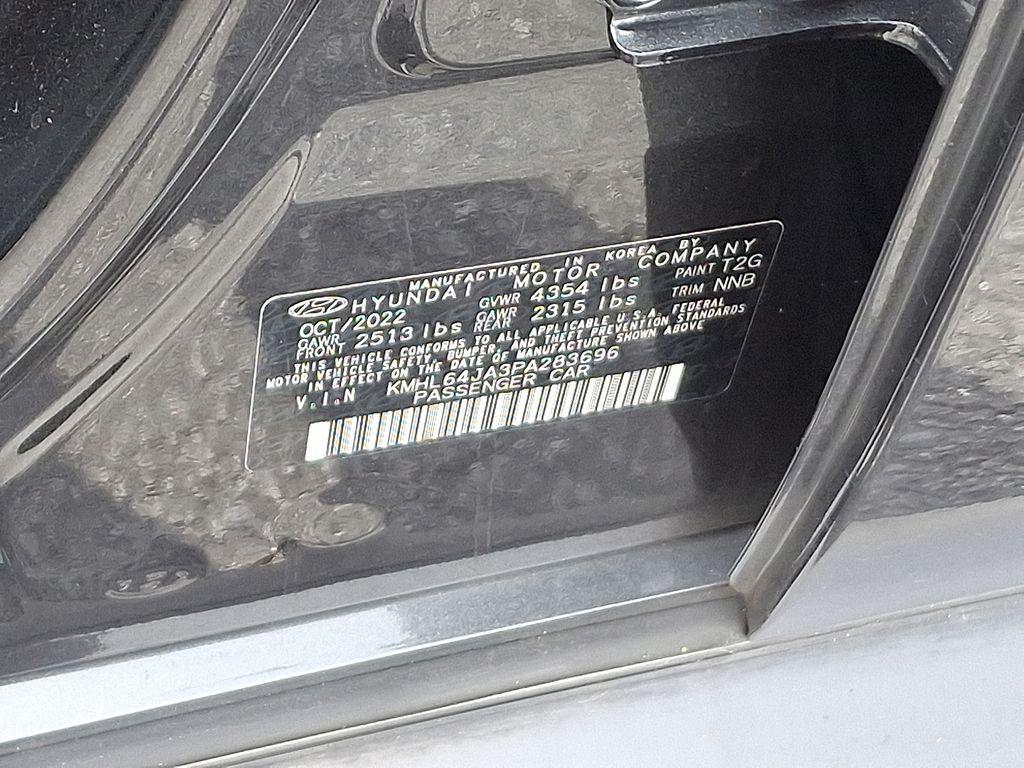 MANUFACTURED IN KOREA BY
HYUNDAI MOTOR COMPANY
OCT/2022 GVWR 4354 lbs PAINT T2G
GAWR FRONT 2513 lbs GAWR REAR 2315 lbs TRIM NNB
THIS VEHICLE CONFORMS TO ALL APPLICABLE U.S.A. FEDERAL
MOTOR VEHICLE SAFETY, BUMPER, AND THEFT PREVENTION STANDARDS
IN EFFECT ON THE DATE OF MANUFACTURE SHOWN ABOVE
V.I.N KMHL64JA3PA283696
PASSENGER CAR